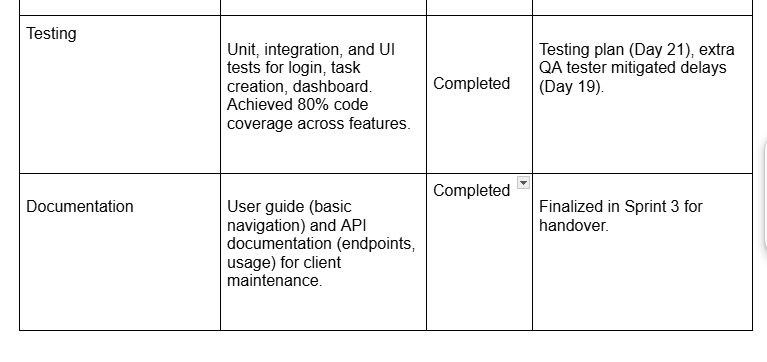 Testing
Unit, integration, and UI
tests for login, task
creation, dashboard.
Achieved 80% code
coverage across features.
Completed
Testing plan (Day 21), extra
QA tester mitigated delays
(Day 19).
Documentation
User guide (basic
navigation) and API
documentation (endpoints,
usage) for client
maintenance.
Completed
Finalized in Sprint 3 for
handover.